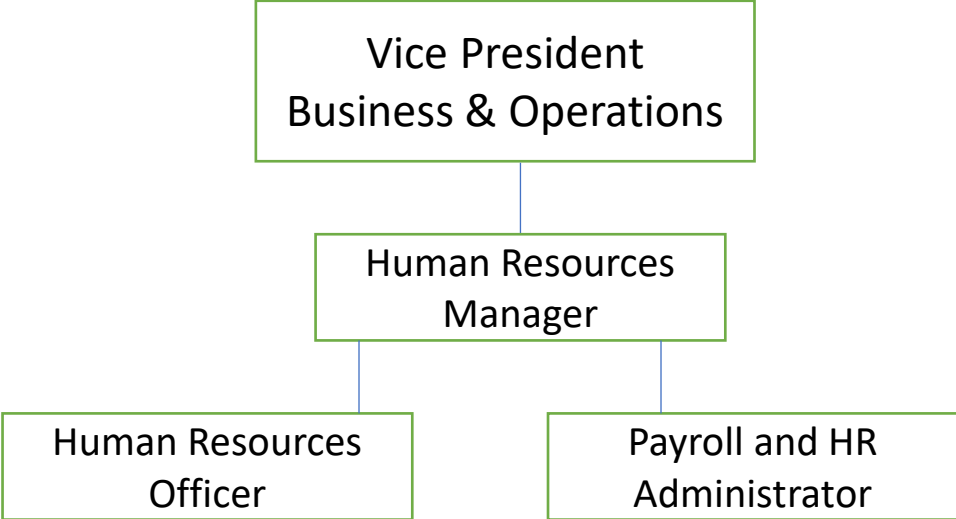 Vice President
Business & Operations
Human Resources
Manager
Human Resources
Officer
Payroll and HR
Administrator